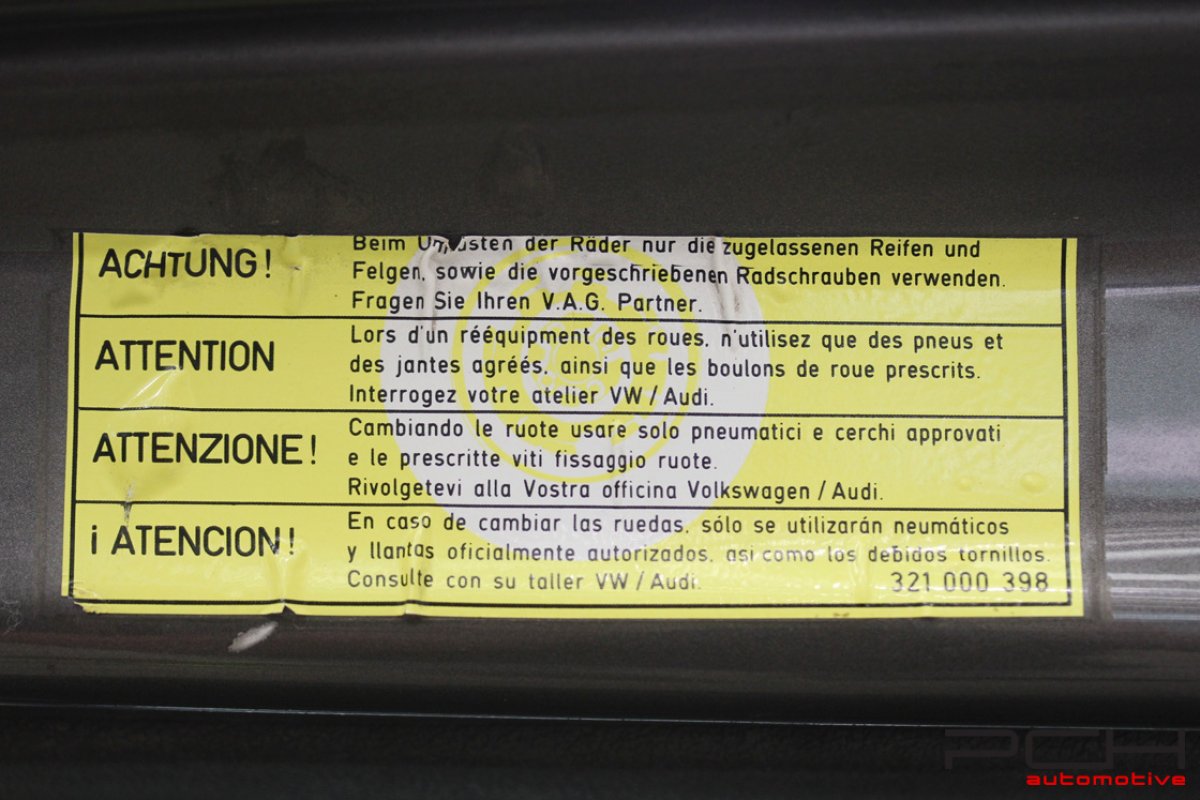 ACHTUNG!
Beim Umrüsten der Räder nur die zugelassenen Reifen und
Felgen, sowie die vorgeschriebenen Radschrauben verwenden.
Fragen Sie Ihren V.A.G. Partner.
ATTENTION
Lors d'un rééquipment des roues, n'utilisez que des pneus et
des jantes agréés, ainsi que les boulons de roue prescrits.
Interrogez votre atelier VW/Audi.
ATTENZIONE!
Cambiando le ruote usare solo pneumatici e cerchi approvati
e le prescritte viti fissaggio ruote.
Rivolgetevi alla Vostra officina Volkswagen/Audi.
¡ATENCION!
En caso de cambiar las ruedas, sólo se utilizarán neumáticos
y llantas oficialmente autorizados, asi como los debidos tornillos.
Consulte con su taller VW/Audi.
321 000 398
PCH
automotive